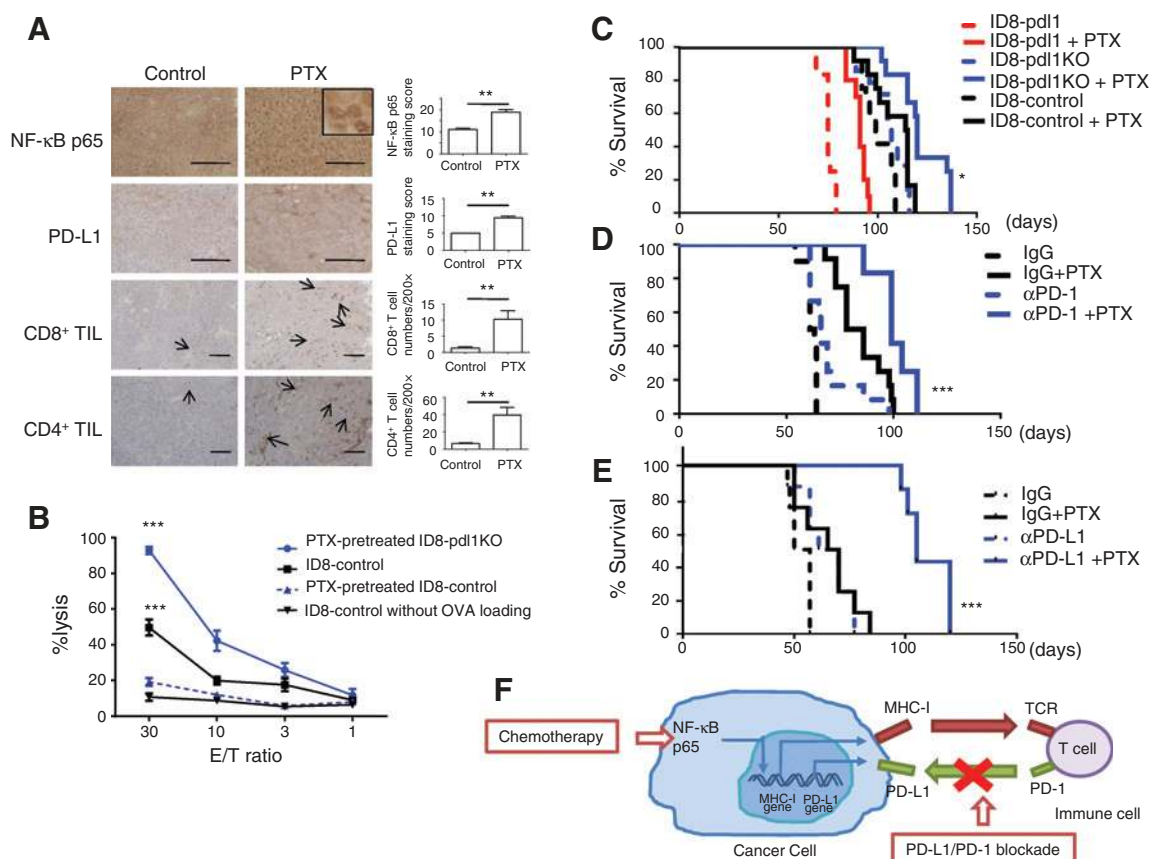 A
Control PTX
NF-κB p65
PD-L1
CD8+ TIL
CD4+ TIL
NF-κB p65
staining score
20
10
0
**
Control PTX
PD-L1
staining score
15
10
5
0
**
Control PTX
CD8+ T cell
numbers/200×
15
10
5
0
**
Control PTX
CD4+ T cell
numbers/200×
60
40
20
0
**
Control PTX
B
%lysis
100
80
60
40
20
0
***
***
30 10 3 1
E/T ratio
PTX-pretreated ID8-pdl1KO
ID8-control
PTX-pretreated ID8-control
ID8-control without OVA loading
C
% Survival
100
80
60
40
20
0
0 50 100 150 (days)
*
ID8-pdl1
ID8-pdl1 + PTX
ID8-pdl1KO
ID8-pdl1KO + PTX
ID8-control
ID8-control + PTX
D
% Survival
100
80
60
40
20
0
0 50 100 150 (days)
***
IgG
IgG+PTX
αPD-1
αPD-1 +PTX
E
% Survival
100
80
60
40
20
0
0 50 100 150 (days)
***
IgG
IgG+PTX
αPD-L1
αPD-L1 +PTX
F
Chemotherapy
NF-κB
p65
MHC-I
gene
PD-L1
gene
MHC-I
TCR
T cell
PD-L1
PD-1
Immune cell
Cancer Cell
PD-L1/PD-1 blockade